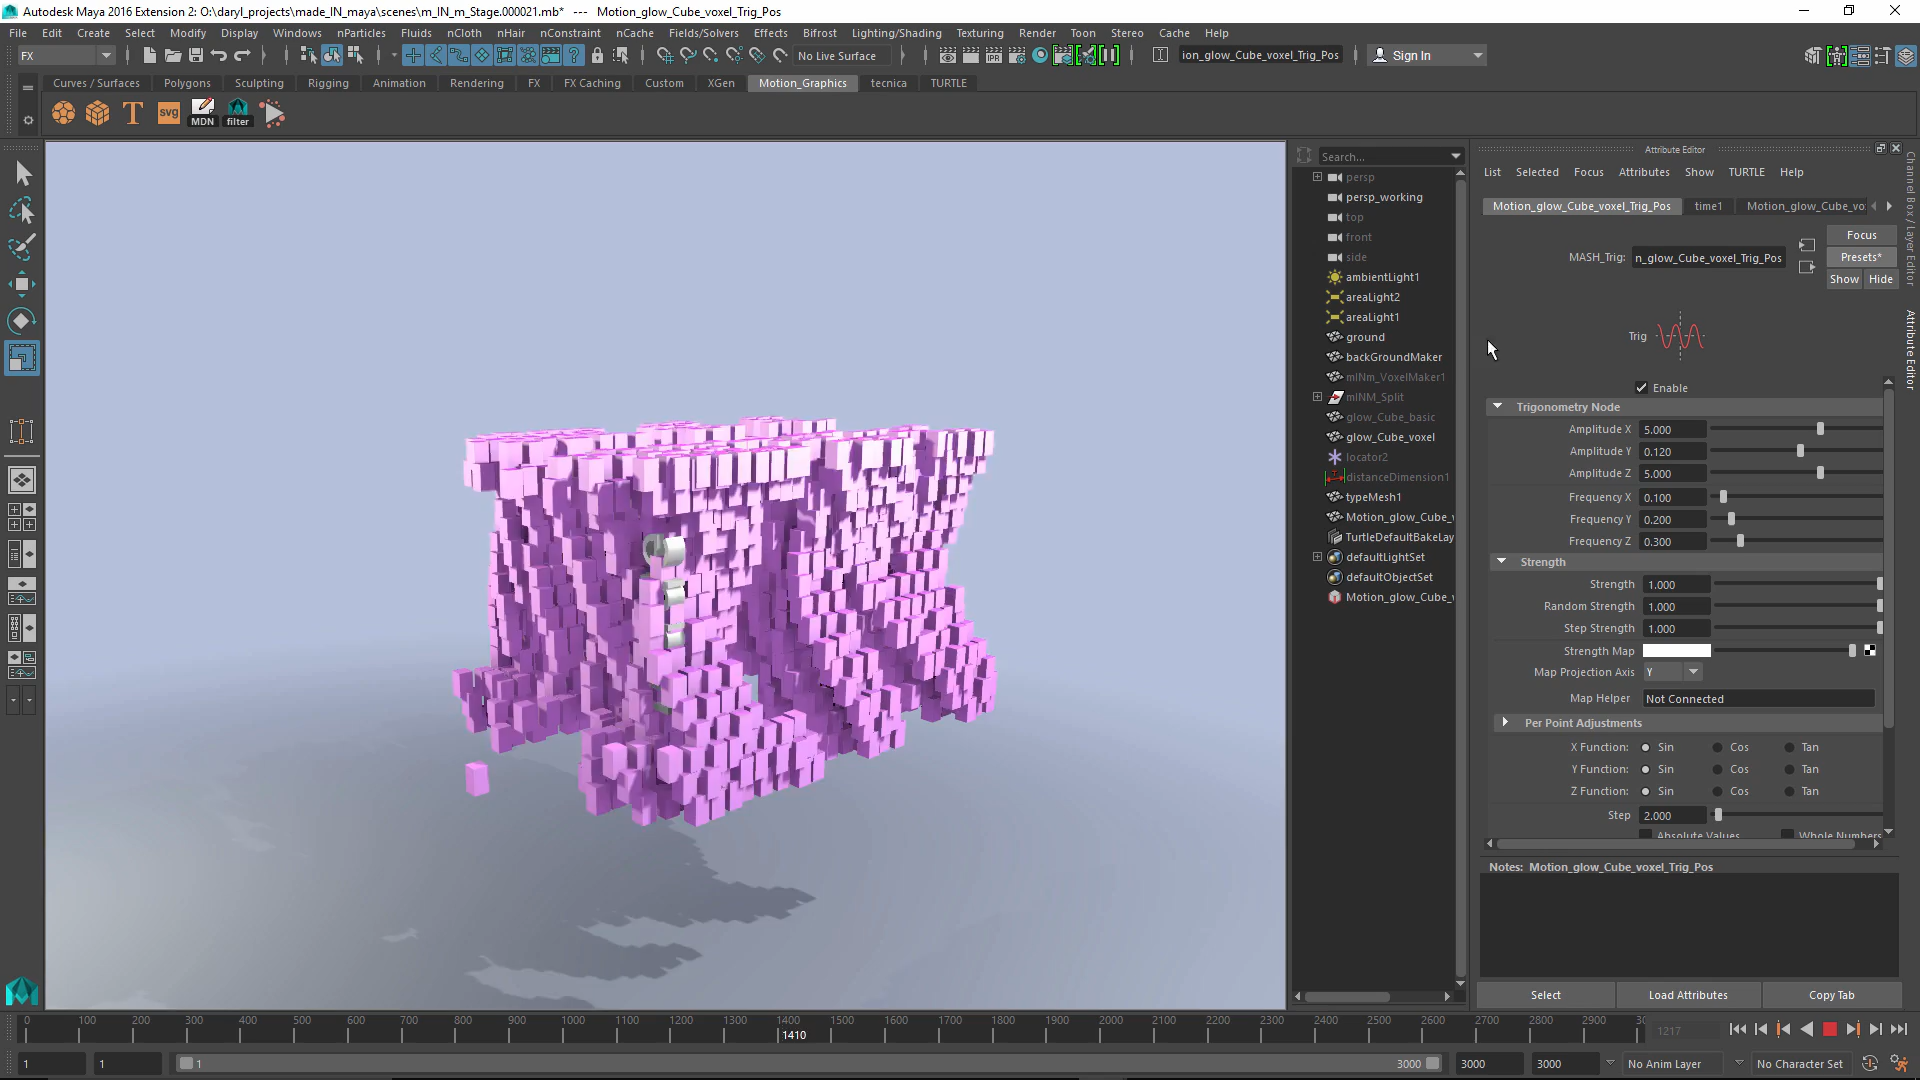 Autodesk Maya 2016 Extension 2: O:\daryl_projects\made_IN_maya\scenes\m_IN_m_Stage.000021.mb* --- Motion_glow_Cube_voxel_Trig_Pos
File Edit Create Select Modify Display Windows nParticles Fluids nCloth nHair nConstraint nCache Fields/Solvers Effects Bifrost Lighting/Shading Texturing Render Toon Stereo Cache Help
FX No Live Surface IPR ion_glow_Cube_voxel_Trig_Pos Sign In
Curves / Surfaces Polygons Sculpting Rigging Animation Rendering FX FX Caching Custom XGen Motion_Graphics tecnica TURTLE
T svg MDN filter
Search...
persp
persp_working
top
front
side
ambientLight1
areaLight2
areaLight1
ground
backGroundMaker
mINm_VoxelMaker1
mINM_Split
glow_Cube_basic
glow_Cube_voxel
locator2
distanceDimension1
typeMesh1
Motion_glow_Cube_v
TurtleDefaultBakeLay
defaultLightSet
defaultObjectSet
Motion_glow_Cube_v
Attribute Editor
List Selected Focus Attributes Show TURTLE Help
Motion_glow_Cube_voxel_Trig_Pos time1 Motion_glow_Cube_vo
Focus
MASH_Trig: n_glow_Cube_voxel_Trig_Pos Presets*
Show Hide
Trig
Enable
Trigonometry Node
Amplitude X 5.000
Amplitude Y 0.120
Amplitude Z 5.000
Frequency X 0.100
Frequency Y 0.200
Frequency Z 0.300
Strength
Strength 1.000
Random Strength 1.000
Step Strength 1.000
Strength Map
Map Projection Axis Y
Map Helper Not Connected
Per Point Adjustments
X Function: Sin Cos Tan
Y Function: Sin Cos Tan
Z Function: Sin Cos Tan
Step 2.000
Absolute Values Whole Numbers
Notes: Motion_glow_Cube_voxel_Trig_Pos
Select Load Attributes Copy Tab
Channel Box / Layer Editor
Attribute Editor
0 100 200 300 400 500 600 700 800 900 1000 1100 1200 1300 1400 1500 1600 1700 1800 1900 2000 2100 2200 2300 2400 2500 2600 2700 2800 2900 30
1410
1217
1 1 1 3000 3000 3000 No Anim Layer No Character Set